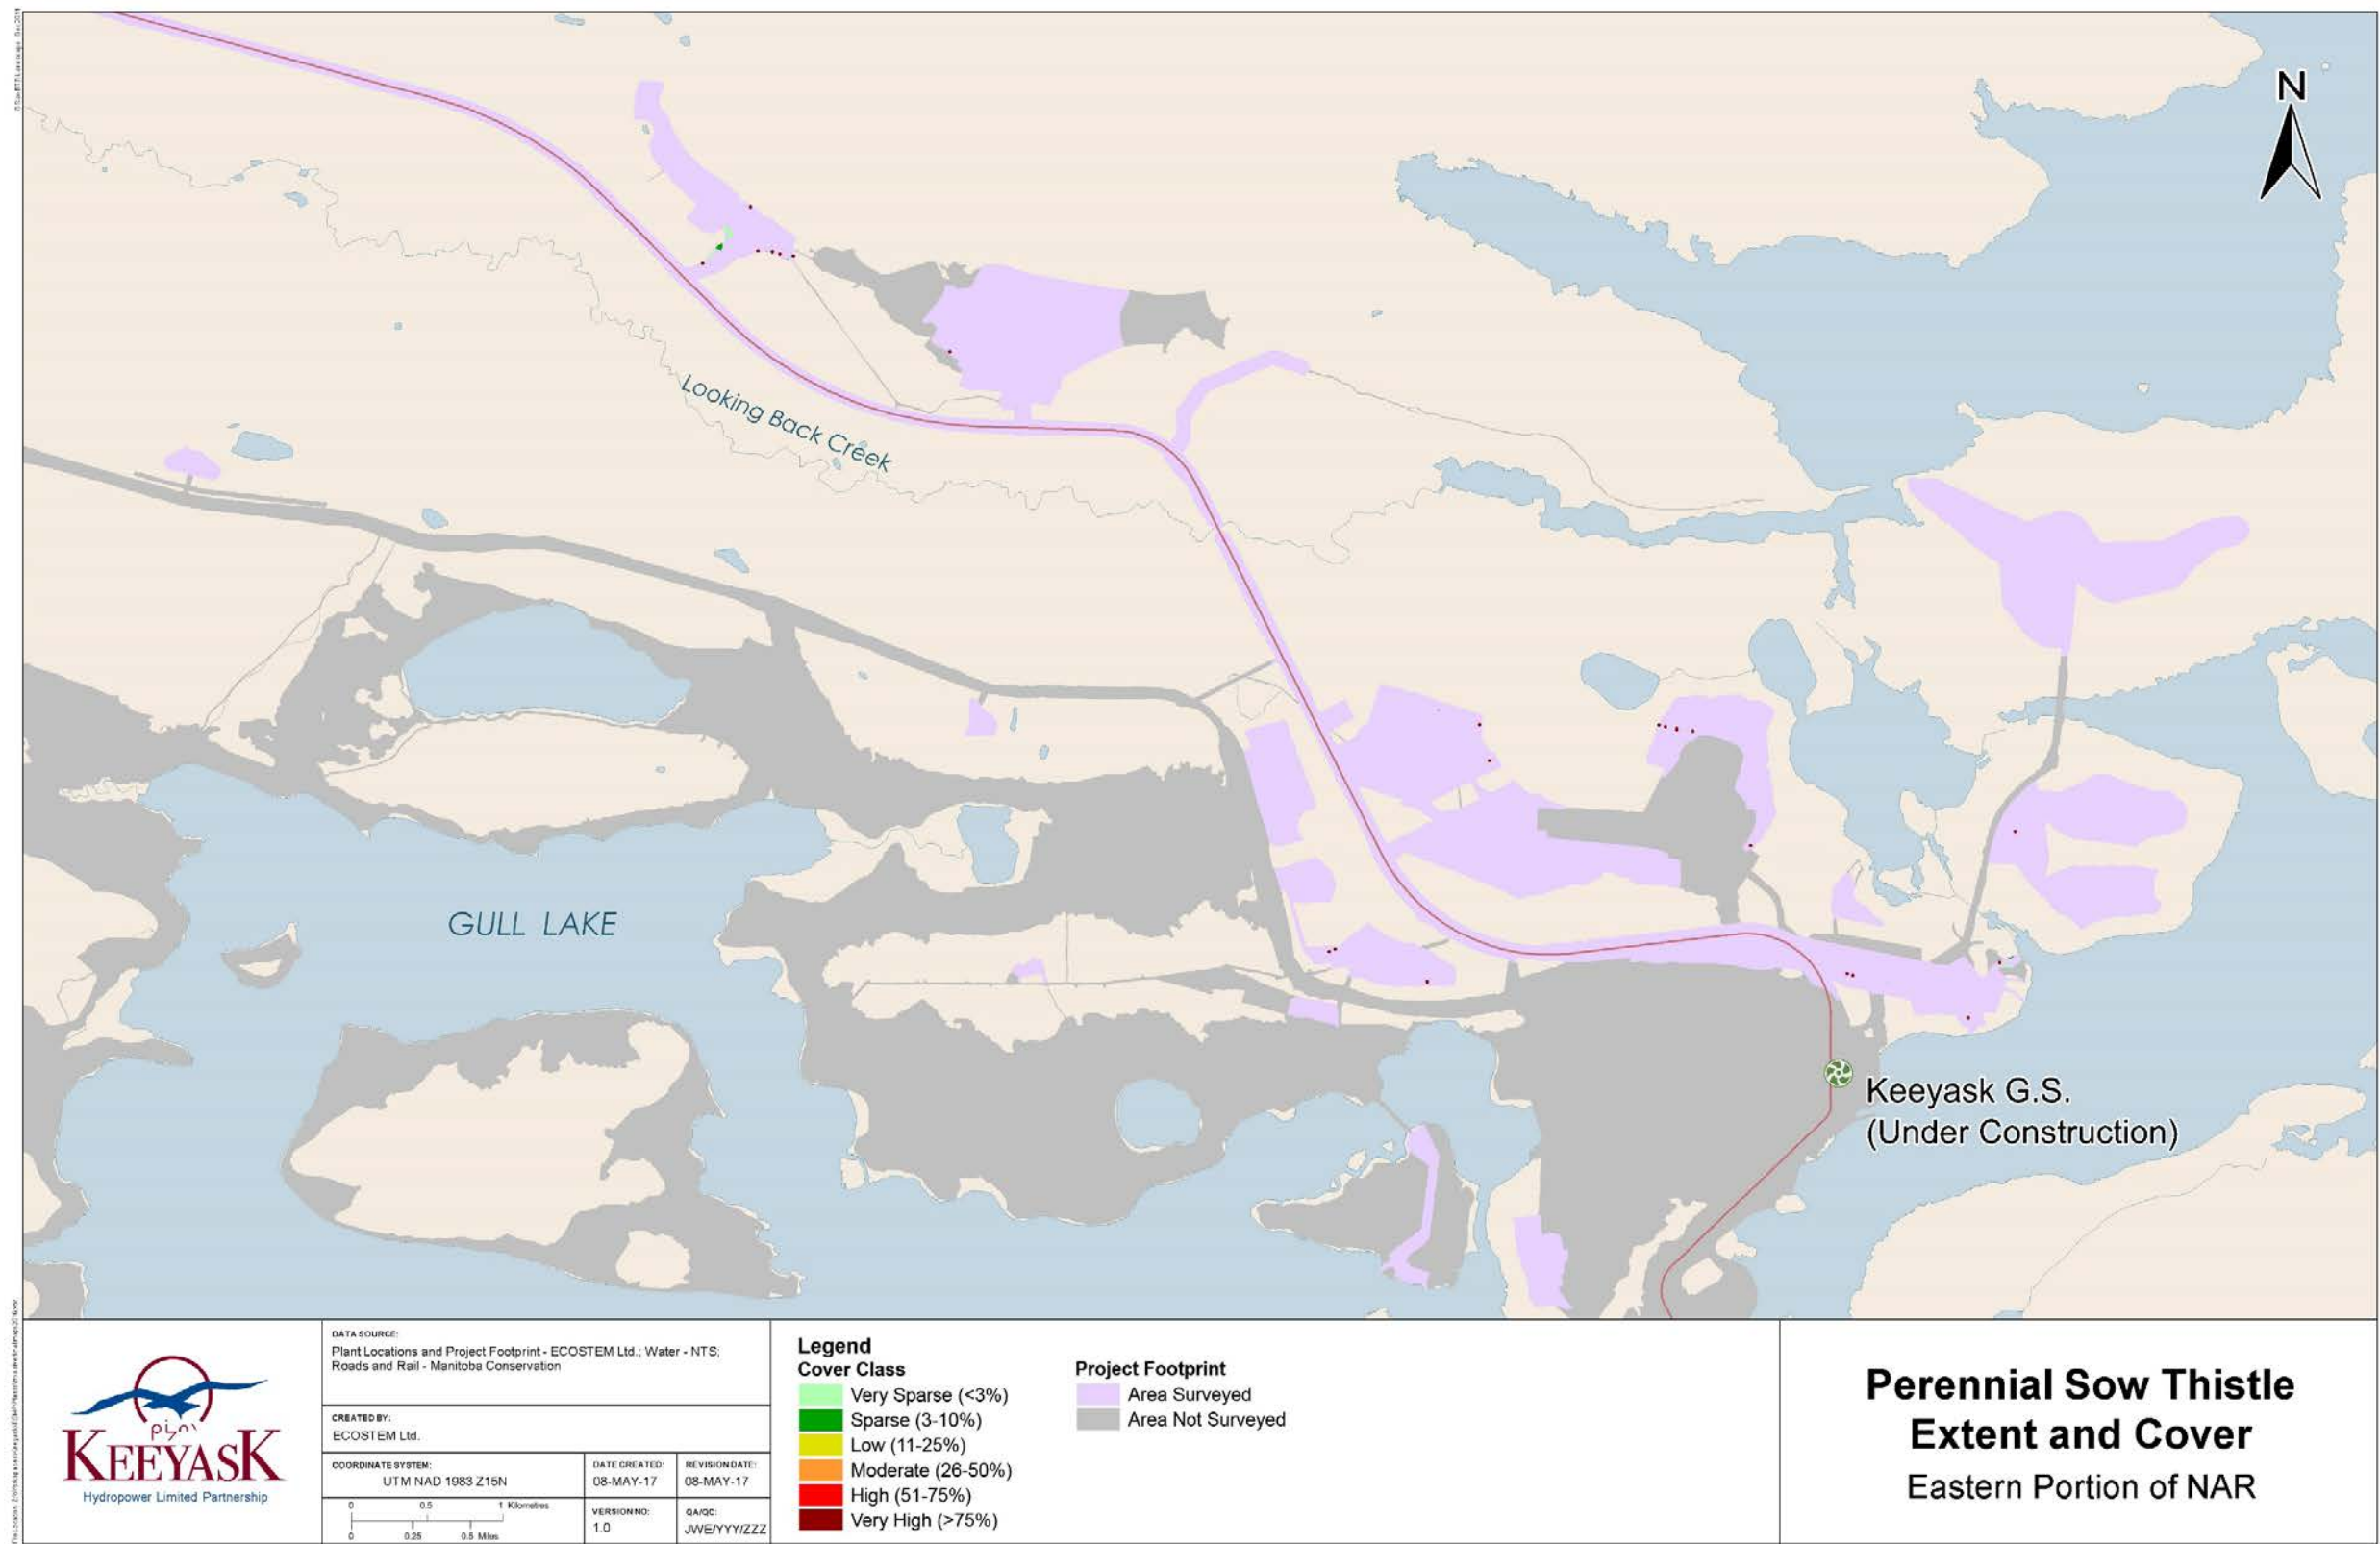 N
Looking Back Creek
GULL LAKE
Keeyask G.S.
(Under Construction)
KEEYASK
Hydropower Limited Partnership
DATA SOURCE:
Plant Locations and Project Footprint - ECOSTEM Ltd.; Water - NTS;
Roads and Rail - Manitoba Conservation
CREATED BY:
ECOSTEM Ltd.
COORDINATE SYSTEM:
UTM NAD 1983 Z15N
DATE CREATED:
08-MAY-17
REVISION DATE:
08-MAY-17
0 0.5 1 Kilometres
0 0.25 0.5 Miles
VERSION NO:
1.0
QA/QC:
JWE/YYY/ZZZ
Legend
Cover Class
Very Sparse (<3%)
Sparse (3-10%)
Low (11-25%)
Moderate (26-50%)
High (51-75%)
Very High (>75%)
Project Footprint
Area Surveyed
Area Not Surveyed
Perennial Sow Thistle
Extent and Cover
Eastern Portion of NAR